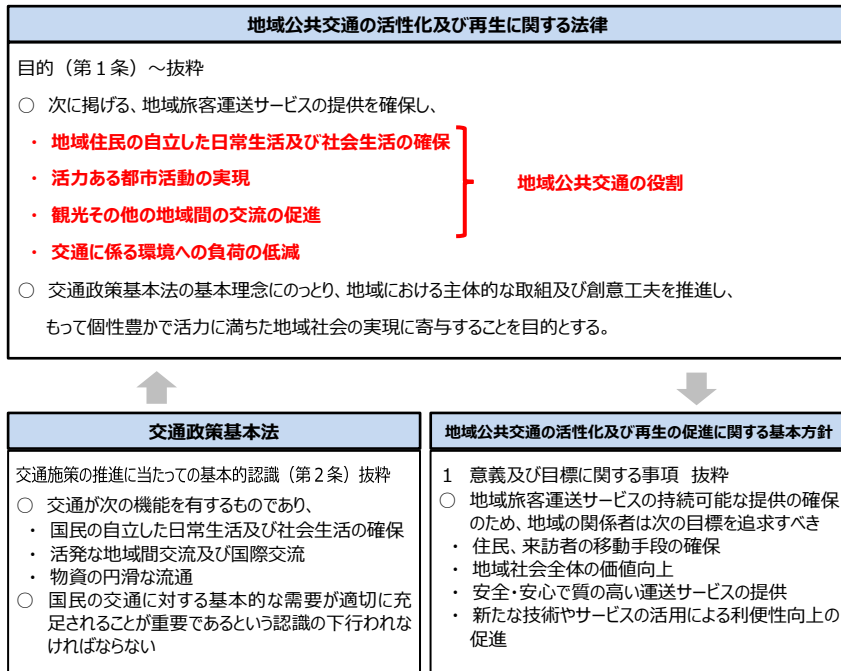 地域公共交通の活性化及び再生に関する法律
目的（第１条）～抜粋
○ 次に掲げる、地域旅客運送サービスの提供を確保し、
・ 地域住民の自立した日常生活及び社会生活の確保
・ 活力ある都市活動の実現
・ 観光その他の地域間の交流の促進
・ 交通に係る環境への負荷の低減
地域公共交通の役割
○ 交通政策基本法の基本理念にのっとり、地域における主体的な取組及び創意工夫を推進し、
もって個性豊かで活力に満ちた地域社会の実現に寄与することを目的とする。
交通政策基本法
交通施策の推進に当たっての基本的認識（第２条）抜粋
○ 交通が次の機能を有するものであり、
・ 国民の自立した日常生活及び社会生活の確保
・ 活発な地域間交流及び国際交流
・ 物資の円滑な流通
○ 国民の交通に対する基本的な需要が適切に充
足されることが重要であるという認識の下行われな
ければならない
地域公共交通の活性化及び再生の促進に関する基本方針
１ 意義及び目標に関する事項 抜粋
○ 地域旅客運送サービスの持続可能な提供の確保
のため、地域の関係者は次の目標を追求すべき
・ 住民、来訪者の移動手段の確保
・ 地域社会全体の価値向上
・ 安全・安心で質の高い運送サービスの提供
・ 新たな技術やサービスの活用による利便性向上の
促進